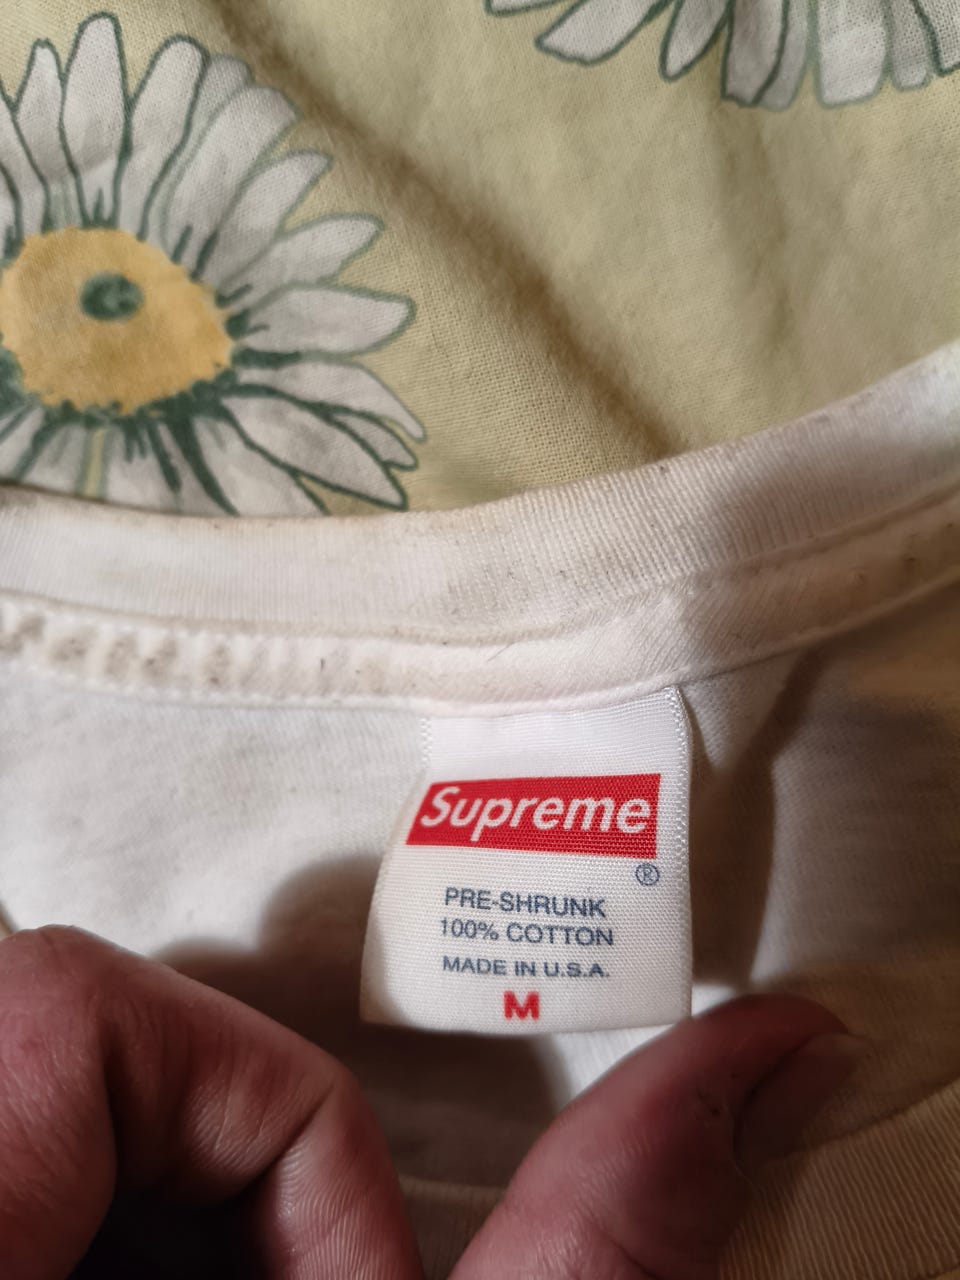 Supreme
®
PRE-SHRUNK
100% COTTON
MADE IN U.S.A.
M